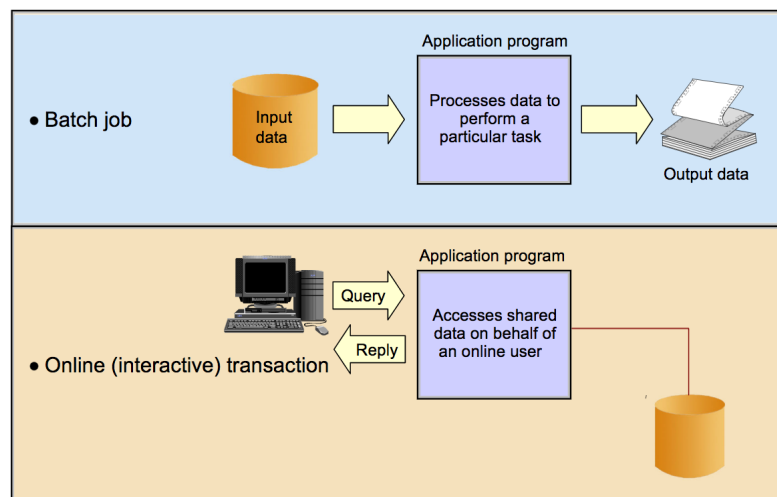 Application program
• Batch job
Input
data
Processes data to
perform a
particular task
Output data
Application program
Query
Accesses shared
data on behalf of
an online user
Reply
• Online (interactive) transaction